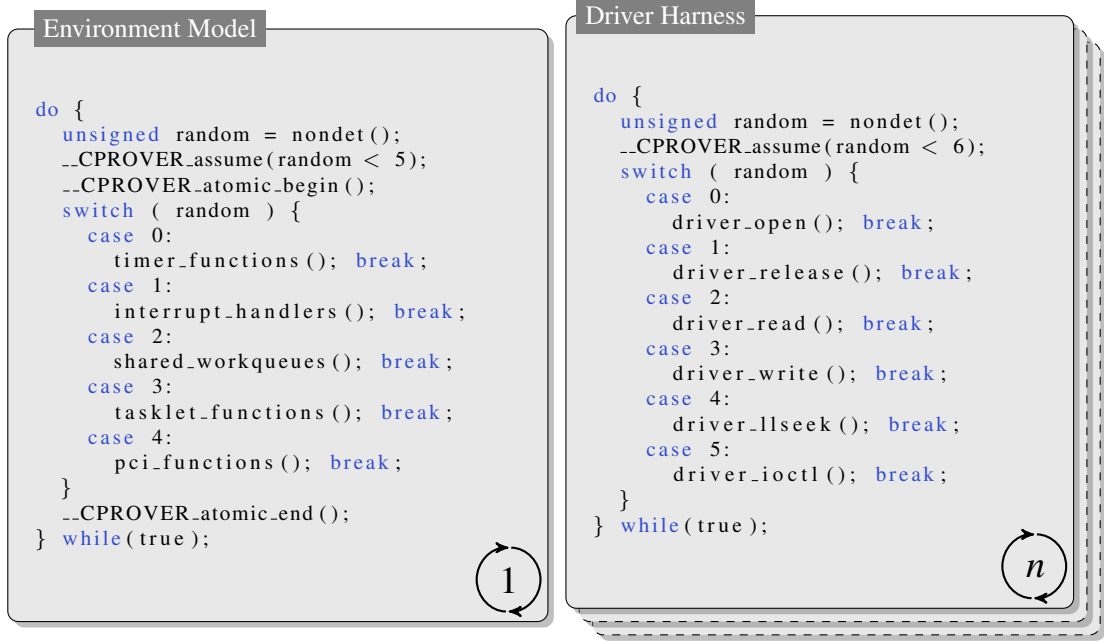 Environment Model
do {
unsigned random = nondet();
__CPROVER_assume(random < 5);
__CPROVER_atomic_begin();
switch ( random ) {
case 0:
timer_functions(); break;
case 1:
interrupt_handlers(); break;
case 2:
shared_workqueues(); break;
case 3:
tasklet_functions(); break;
case 4:
pci_functions(); break;
}
__CPROVER_atomic_end();
} while(true);
1
Driver Harness
do {
unsigned random = nondet();
__CPROVER_assume(random < 6);
switch ( random ) {
case 0:
driver_open(); break;
case 1:
driver_release(); break;
case 2:
driver_read(); break;
case 3:
driver_write(); break;
case 4:
driver_llseek(); break;
case 5:
driver_ioctl(); break;
}
} while(true);
n